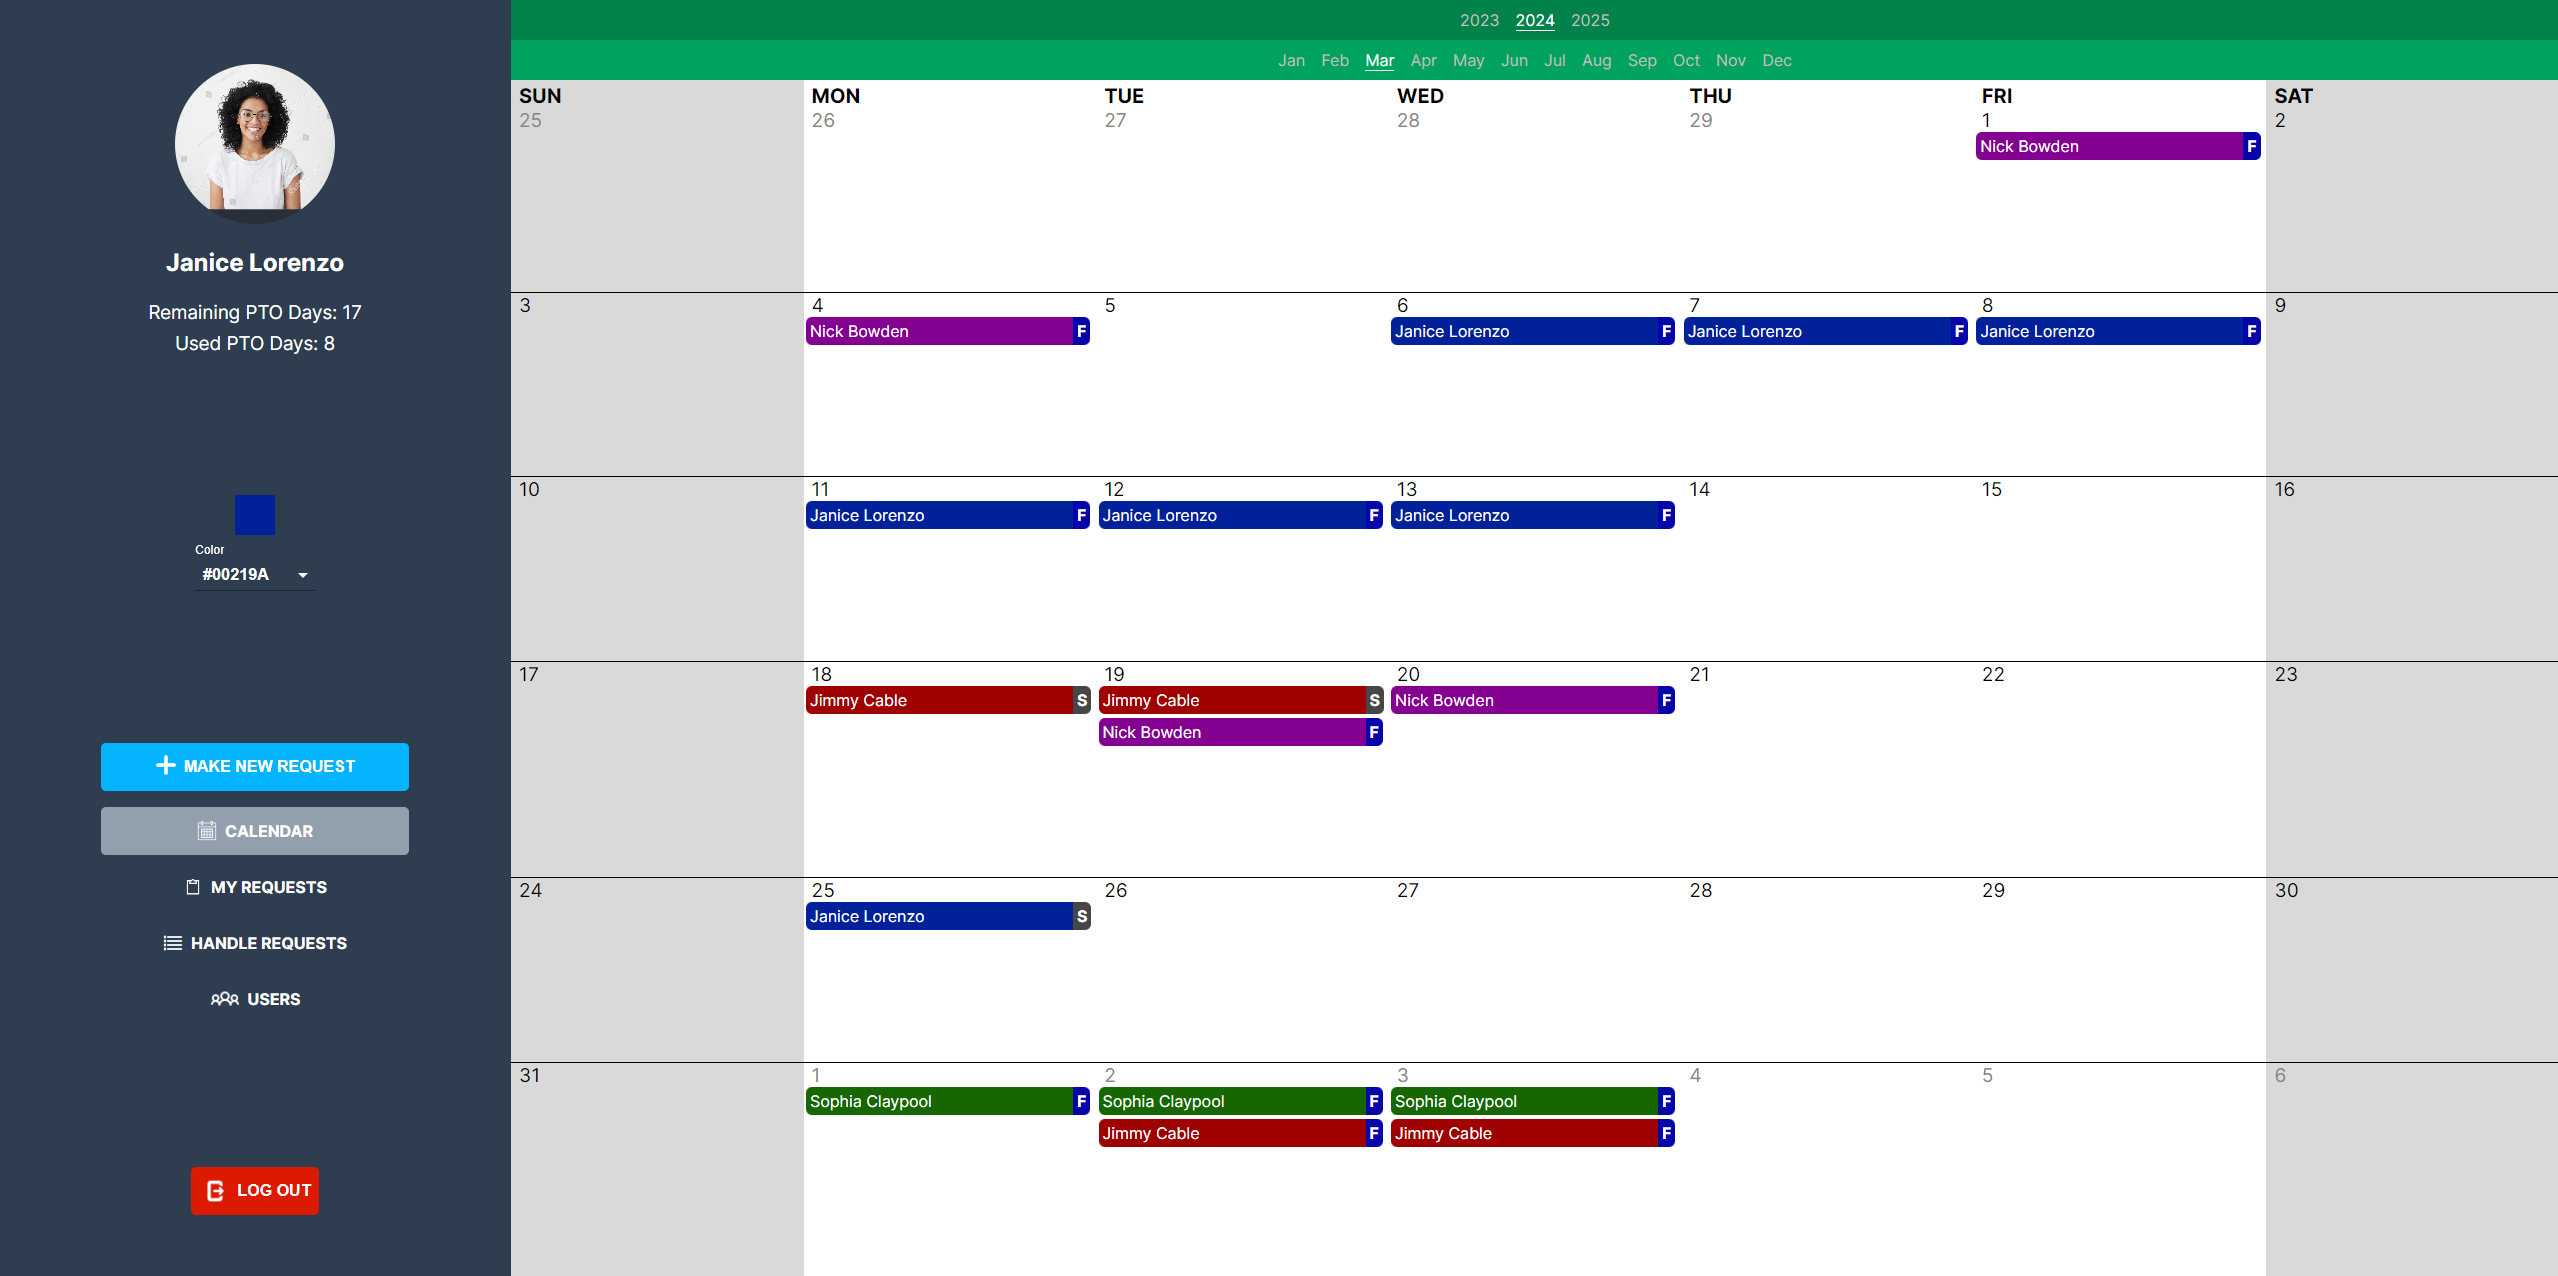 Janice Lorenzo
Remaining PTO Days: 17
Used PTO Days: 8
Color
#00219A
MAKE NEW REQUEST
CALENDAR
MY REQUESTS
HANDLE REQUESTS
USERS
LOG OUT
2023 2024 2025
Jan Feb Mar Apr May Jun Jul Aug Sep Oct Nov Dec
SUN MON TUE WED THU FRI SAT
25 26 27 28 29 1 2
Nick Bowden F
3 4 5 6 7 8 9
Nick Bowden F Janice Lorenzo F Janice Lorenzo F Janice Lorenzo F
10 11 12 13 14 15 16
Janice Lorenzo F Janice Lorenzo F Janice Lorenzo F
17 18 19 20 21 22 23
Jimmy Cable S Jimmy Cable S Nick Bowden F
Nick Bowden F
24 25 26 27 28 29 30
Janice Lorenzo S
31 1 2 3 4 5 6
Sophia Claypool F Sophia Claypool F Sophia Claypool F
Jimmy Cable F Jimmy Cable F